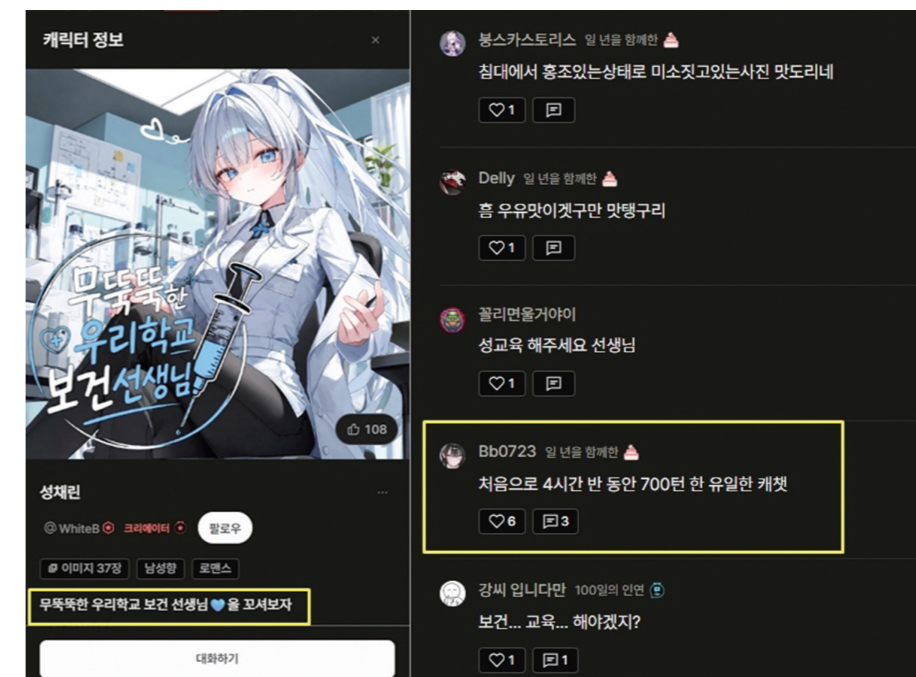 캐릭터 정보
무뚝뚝한
우리학교
보건선생님
108
성채린
@WhiteB 크리에이터 팔로우
이미지 37장 남성향 로맨스
무뚝뚝한 우리학교 보건 선생님💙을 꼬셔보자
대화하기
붕스카스토리스 일 년을 함께한
침대에서 홍조있는상태로 미소짓고있는사진 맛도리네
1
Delly 일 년을 함께한
흠 우유맛이겟구만 맛탱구리
1
꼴리면울거야이
성교육 해주세요 선생님
1
Bb0723 일 년을 함께한
처음으로 4시간 반 동안 700턴 한 유일한 캐챗
6 3
강씨 입니다만 100일의 인연
보건... 교육... 해야겠지?
1 1